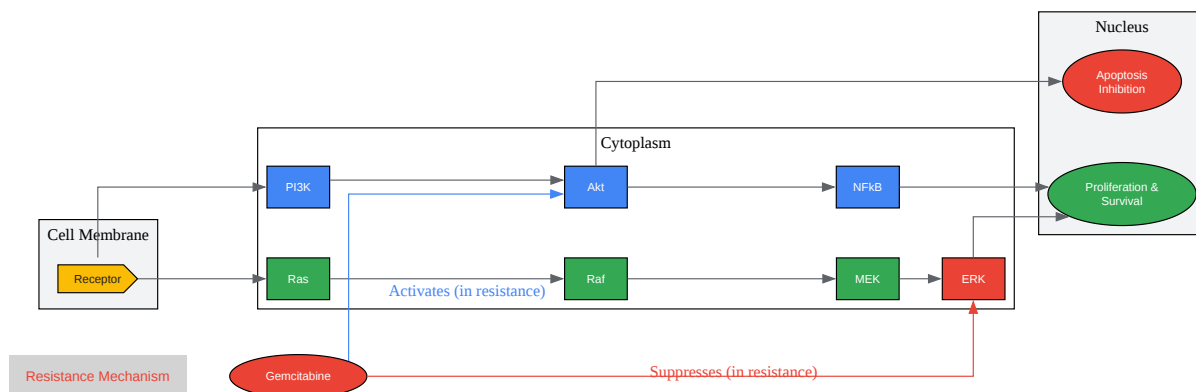 Nucleus
Apoptosis
Inhibition
Cytoplasm
PI3K
Akt
NFkB
Proliferation &
Survival
Cell Membrane
Receptor
Ras
Raf
MEK
ERK
Activates (in resistance)
Resistance Mechanism
Gemcitabine
Suppresses (in resistance)